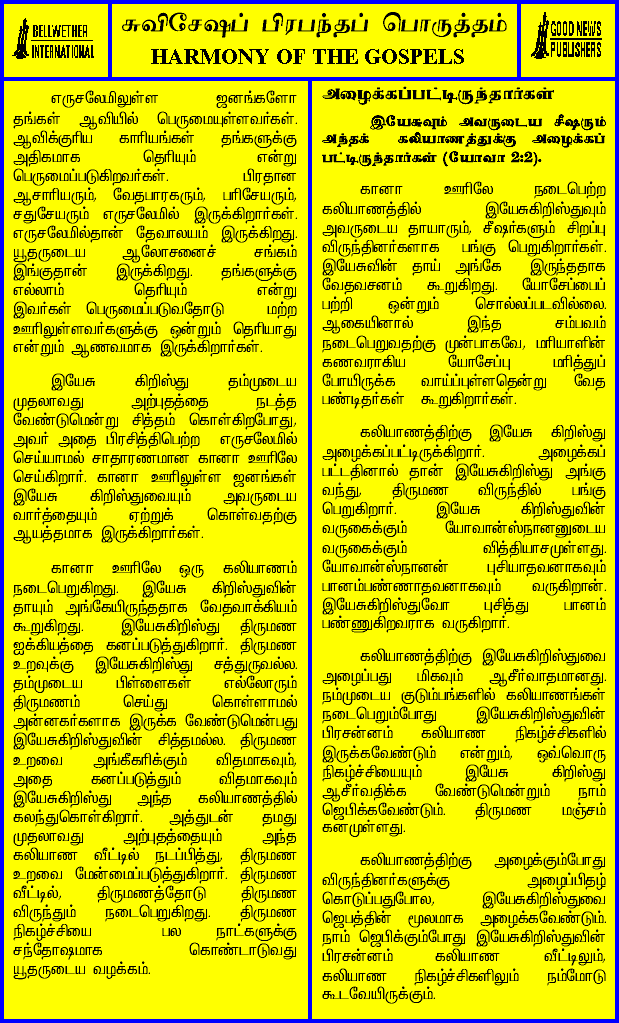 BELLWETHER
INTERNATIONAL
சுவிசேஷப் பிரபந்தப் பொருத்தம்
HARMONY OF THE GOSPELS
GOOD NEWS
PUBLISHERS
எருசலேமிலுள்ள ஜனங்களோ
தங்கள் ஆவியில் பெருமையுள்ளவர்கள்.
ஆவிக்குரிய காரியங்கள் தங்களுக்கு
அதிகமாக தெரியும் என்று
பெருமைப்படுகிறவர்கள். பிரதான
ஆசாரியரும், வேதபாரகரும், பரிசேயரும்,
சதுசேயரும் எருசலேமில் இருக்கிறார்கள்.
எருசலேமில்தான் தேவாலயம் இருக்கிறது.
யூதருடைய ஆலோசனைச் சங்கம்
இங்குதான் இருக்கிறது. தங்களுக்கு
எல்லாம் தெரியும் என்று
இவர்கள் பெருமைப்படுவதோடு மற்ற
ஊரிலுள்ளவர்களுக்கு ஒன்றும் தெரியாது
என்றும் ஆணவமாக இருக்கிறார்கள்.
இயேசு கிறிஸ்து தம்முடைய
முதலாவது அற்புதத்தை நடத்த
வேண்டுமென்று சித்தம் கொள்கிறபோது,
அவர் அதை பிரசித்திபெற்ற எருசலேமில்
செய்யாமல் சாதாரணமான கானா ஊரிலே
செய்கிறார். கானா ஊரிலுள்ள ஜனங்கள்
இயேசு கிறிஸ்துவையும் அவருடைய
வார்த்தையும் ஏற்றுக் கொள்வதற்கு
ஆயத்தமாக இருக்கிறார்கள்.
கானா ஊரிலே ஒரு கலியாணம்
நடைபெறுகிறது. இயேசு கிறிஸ்துவின்
தாயும் அங்கேயிருந்ததாக வேதவாக்கியம்
கூறுகிறது. இயேசுகிறிஸ்து திருமண
ஐக்கியத்தை கனப்படுத்துகிறார். திருமண
உறவுக்கு இயேசுகிறிஸ்து சத்துருவல்ல.
தம்முடைய பிள்ளைகள் எல்லோரும்
திருமணம் செய்து கொள்ளாமல்
அன்னகர்களாக இருக்க வேண்டுமென்பது
இயேசுகிறிஸ்துவின் சித்தமல்ல. திருமண
உறவை அங்கீகரிக்கும் விதமாகவும்,
அதை கனப்படுத்தும் விதமாகவும்
இயேசுகிறிஸ்து அந்த கலியாணத்தில்
கலந்துகொள்கிறார். அத்துடன் தமது
முதலாவது அற்புதத்தையும் அந்த
கலியாண வீட்டில் நடப்பித்து, திருமண
உறவை மேன்மைப்படுத்துகிறார். திருமண
வீட்டில், திருமணத்தோடு திருமண
விருந்தும் நடைபெறுகிறது. திருமண
நிகழ்ச்சியை பல நாட்களுக்கு
சந்தோஷமாக கொண்டாடுவது
யூதருடைய வழக்கம்.
அழைக்கப்பட்டிருந்தார்கள்
இயேசுவும் அவருடைய சீஷரும்
அந்தக் கலியாணத்துக்கு அழைக்கப்
பட்டிருந்தார்கள் (யோவா 2:2).
கானா ஊரிலே நடைபெற்ற
கலியாணத்தில் இயேசுகிறிஸ்துவும்
அவருடைய தாயாரும், சீஷர்களும் சிறப்பு
விருந்தினர்களாக பங்கு பெறுகிறார்கள்.
இயேசுவின் தாய் அங்கே இருந்ததாக
வேதவசனம் கூறுகிறது. யோசேப்பைப்
பற்றி ஒன்றும் சொல்லப்படவில்லை.
ஆகையினால் இந்த சம்பவம்
நடைபெறுவதற்கு முன்பாகவே, மரியாளின்
கணவராகிய யோசேப்பு மரித்துப்
போயிருக்க வாய்ப்புள்ளதென்று வேத
பண்டிதர்கள் கூறுகிறார்கள்.
கலியாணத்திற்கு இயேசு கிறிஸ்து
அழைக்கப்பட்டிருக்கிறார். அழைக்கப்
பட்டதினால் தான் இயேசுகிறிஸ்து அங்கு
வந்து, திருமண விருந்தில் பங்கு
பெறுகிறார். இயேசு கிறிஸ்துவின்
வருகைக்கும் யோவான்ஸ்நானனுடைய
வருகைக்கும் வித்தியாசமுள்ளது.
யோவான்ஸ்நானன் புசியாதவனாகவும்
பானம்பண்ணாதவனாகவும் வருகிறான்.
இயேசுகிறிஸ்துவோ புசித்து பானம்
பண்ணுகிறவராக வருகிறார்.
கலியாணத்திற்கு இயேசுகிறிஸ்துவை
அழைப்பது மிகவும் ஆசீர்வாதமானது.
நம்முடைய குடும்பங்களில் கலியாணங்கள்
நடைபெறும்போது இயேசுகிறிஸ்துவின்
பிரசன்னம் கலியாண நிகழ்ச்சிகளில்
இருக்கவேண்டும் என்றும், ஒவ்வொரு
நிகழ்ச்சியையும் இயேசு கிறிஸ்து
ஆசீர்வதிக்க வேண்டுமென்றும் நாம்
ஜெபிக்கவேண்டும். திருமண மஞ்சம்
கனமுள்ளது.
கலியாணத்திற்கு அழைக்கும்போது
விருந்தினர்களுக்கு அழைப்பிதழ்
கொடுப்பதுபோல, இயேசுகிறிஸ்துவை
ஜெபத்தின் மூலமாக அழைக்கவேண்டும்.
நாம் ஜெபிக்கும்போது இயேசுகிறிஸ்துவின்
பிரசன்னம் கலியாண வீட்டிலும்,
கலியாண நிகழ்ச்சிகளிலும் நம்மோடு
கூடவேயிருக்கும்.